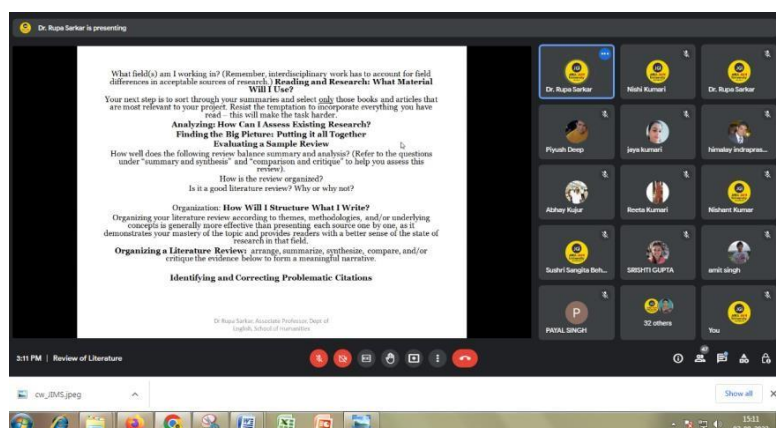 Dr. Rupa Sarkar is presenting
What field(s) am I working in? (Remember, interdisciplinary work has to account for field
differences in acceptable sources of research.) Reading and Research: What Material
Will I Use?
Your next step is to sort through your summaries and select only those books and articles that
are most relevant to your project. Resist the temptation to incorporate everything you have
read – this will make the task harder.
Analyzing: How Can I Assess Existing Research?
Finding the Big Picture: Putting it all Together
Evaluating a Sample Review
How well does the following review balance summary and analysis? (Refer to the questions
under "summary and synthesis" and "comparison and critique" to help you assess this
review).
How is the review organized?
Is it a good literature review? Why or why not?
Organization: How Will I Structure What I Write?
Organizing your literature review according to themes, methodologies, and/or underlying
concepts is generally more effective than presenting each source one by one, as it
demonstrates your mastery of the topic and provides readers with a better sense of the state of
research in that field.
Organizing a Literature Review: arrange, summarize, synthesize, compare, and/or
critique the evidence below to form a meaningful narrative.
Identifying and Correcting Problematic Citations
Dr Rupa Sarkar, Associate Professor, Dept of
English, School of Humanities
Dr. Rupa Sarkar
Nishi Kumari
Dr. Rupa Sarkar
Piyush Deep
jaya kumari
himalay indrapras...
Abhay Kujur
Reeta Kumari
Nishant Kumar
Sushri Sangita Beh...
SRISHTI GUPTA
amit singh
P
PAYAL SINGH
32 others
You
3:11 PM | Review of Literature
47
cw_JIMS.jpeg
Show all
15:11